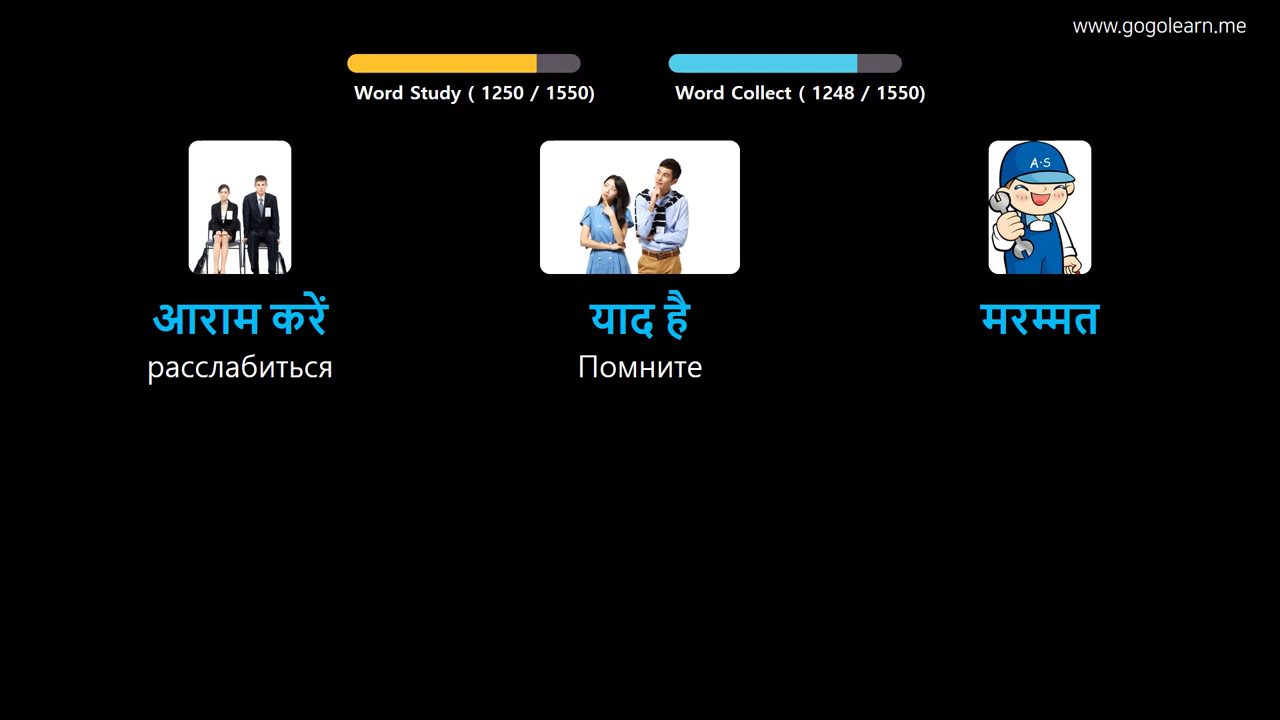 www.gogolearn.me
Word Study ( 1250 / 1550)
Word Collect ( 1248 / 1550)
A·S
आराम करें
याद है
मरम्मत
расслабиться
Помните